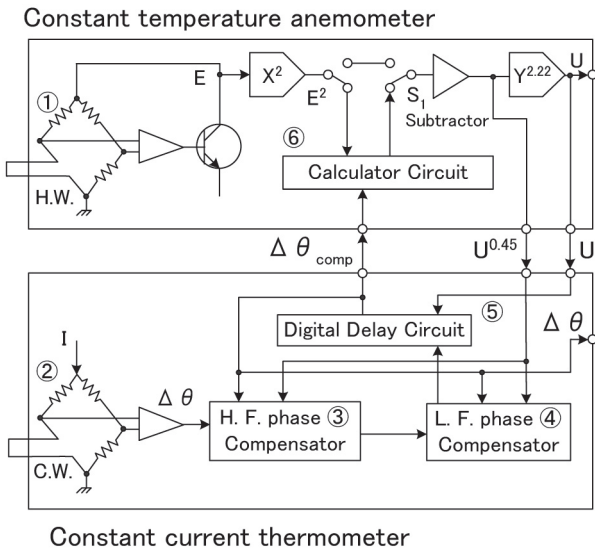 Constant temperature anemometer
E
X²
E²
S₁
Subtractor
Y^2.22
U
①
⑥
Calculator Circuit
H.W.
Δ θ comp
U^0.45
U
⑤
Digital Delay Circuit
Δ θ
I
②
Δ θ
H. F. phase ③
Compensator
L. F. phase ④
Compensator
C.W.
Constant current thermometer